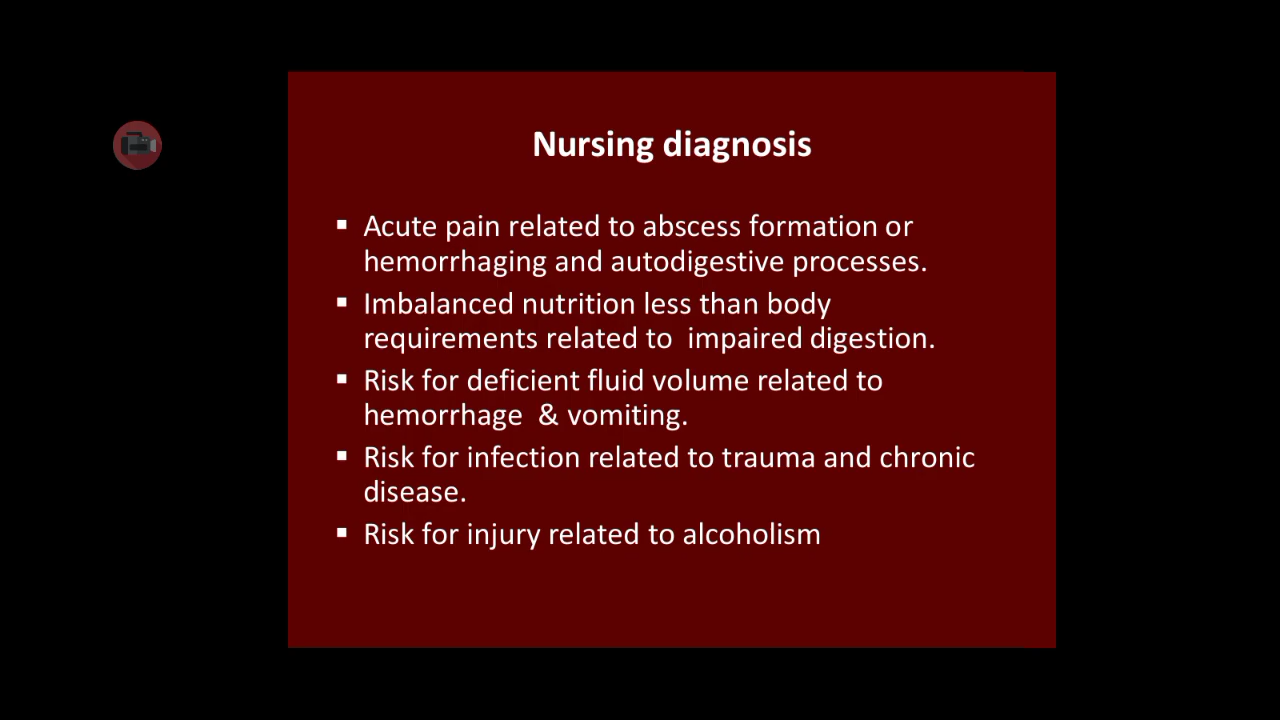 Nursing diagnosis
▪ Acute pain related to abscess formation or
hemorrhaging and autodigestive processes.
▪ Imbalanced nutrition less than body
requirements related to  impaired digestion.
▪ Risk for deficient fluid volume related to
hemorrhage  & vomiting.
▪ Risk for infection related to trauma and chronic
disease.
▪ Risk for injury related to alcoholism